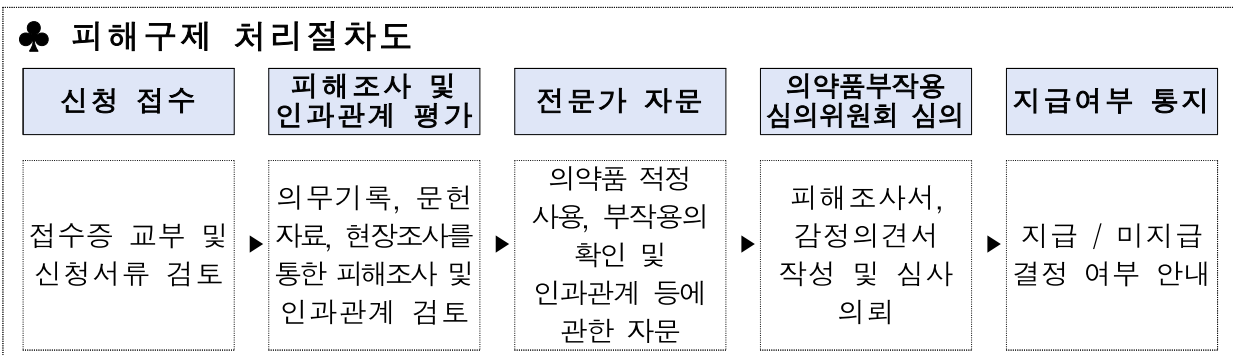 ♣ 피해구제 처리절차도
신청 접수
피해조사 및
인과관계 평가
전문가 자문
의약품부작용
심의위원회 심의
지급여부 통지
접수증 교부 및
신청서류 검토
▶
의무기록, 문헌
자료, 현장조사를
통한 피해조사 및
인과관계 검토
▶
의약품 적정
사용, 부작용의
확인 및
인과관계 등에
관한 자문
▶
피해조사서,
감정의견서
작성 및 심사
의뢰
▶
지급 / 미지급
결정 여부 안내